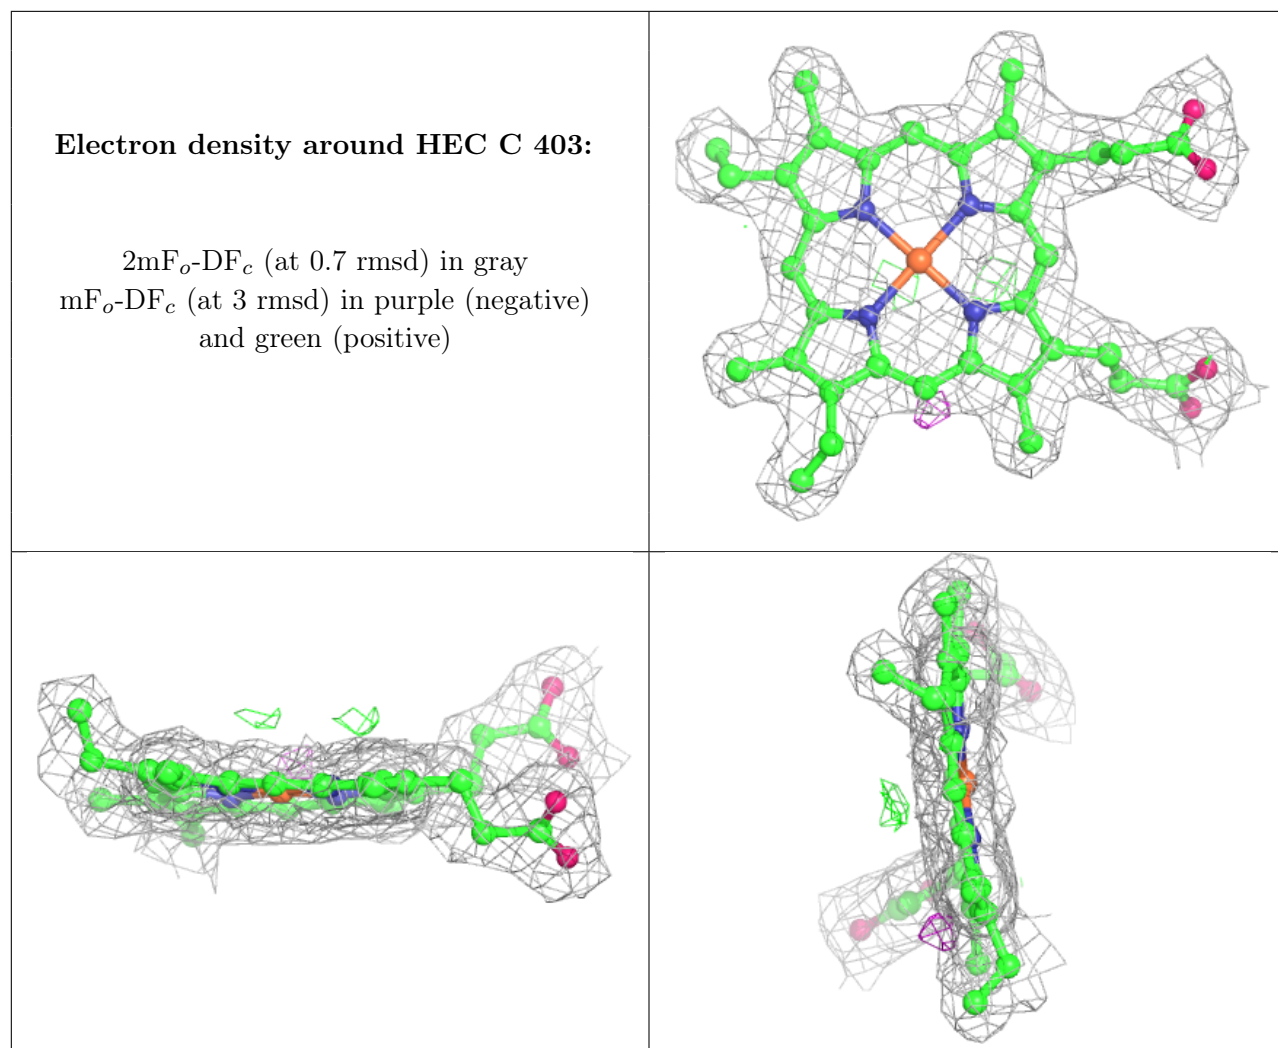 Electron density around HEC C 403:
2mFo-DFc (at 0.7 rmsd) in gray
mFo-DFc (at 3 rmsd) in purple (negative)
and green (positive)